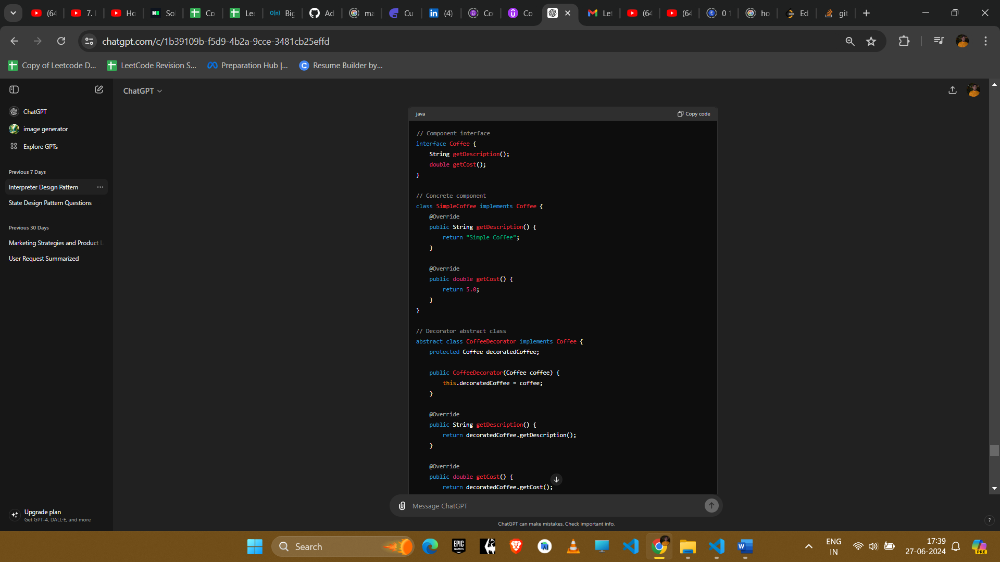 (64
7.
Ho
So
Co
Lee
O(n) Big
Ad
ma
Cu
(4)
Co
Co
Let
(64
(64
0 1
ho
Ed
git
chatgpt.com/c/1b39109b-f5d9-4b2a-9cce-3481cb25effd
Copy of Leetcode D...
LeetCode Revision S...
Preparation Hub |...
Resume Builder by...
ChatGPT
image generator
Explore GPTs
Previous 7 Days
Interpreter Design Pattern
State Design Pattern Questions
Previous 30 Days
Marketing Strategies and Product L
User Request Summarized
Upgrade plan
Get GPT-4, DALL·E, and more
ChatGPT
java
Copy code
// Component interface
interface Coffee {
    String getDescription();
    double getCost();
}
// Concrete component
class SimpleCoffee implements Coffee {
    @Override
    public String getDescription() {
        return "Simple Coffee";
    }
    @Override
    public double getCost() {
        return 5.0;
    }
}
// Decorator abstract class
abstract class CoffeeDecorator implements Coffee {
    protected Coffee decoratedCoffee;
    public CoffeeDecorator(Coffee coffee) {
        this.decoratedCoffee = coffee;
    }
    @Override
    public String getDescription() {
        return decoratedCoffee.getDescription();
    }
    @Override
    public double getCost() {
        return decoratedCoffee.getCost();
Message ChatGPT
ChatGPT can make mistakes. Check important info.
?
Search
EPIC
GAMES
ENG
IN
17:39
27-06-2024
PRE